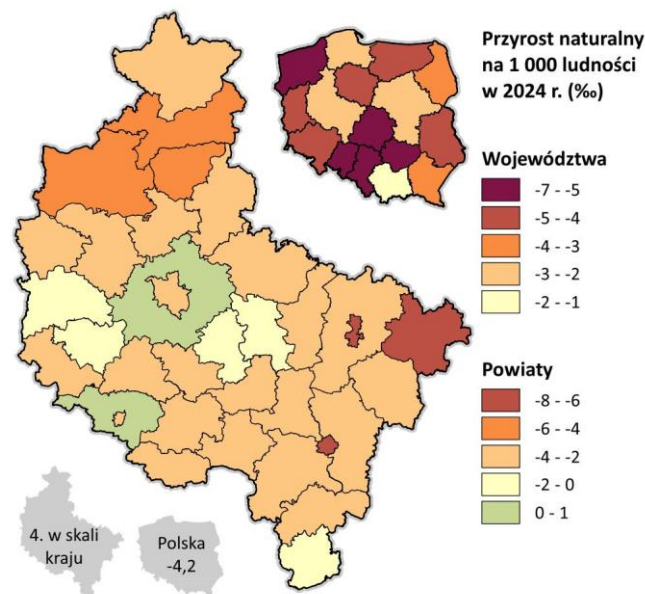 Przyrost naturalny
na 1 000 ludności
w 2024 r. (‰)
Województwa
-7 - -5
-5 - -4
-4 - -3
-3 - -2
-2 - -1
Powiaty
-8 - -6
-6 - -4
-4 - -2
-2 - 0
0 - 1
4. w skali
kraju
Polska
-4,2